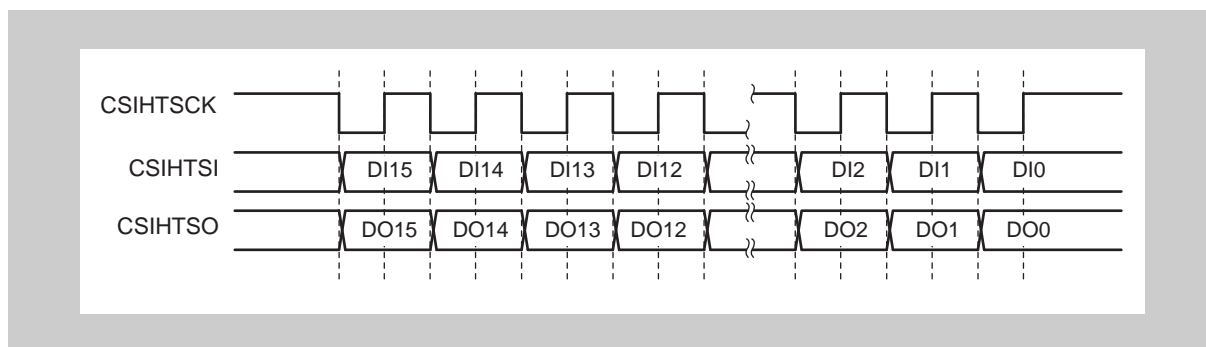 CSIHTSCK
CSIHTSI DI15 DI14 DI13 DI12 DI2 DI1 DI0
CSIHTSO DO15 DO14 DO13 DO12 DO2 DO1 DO0